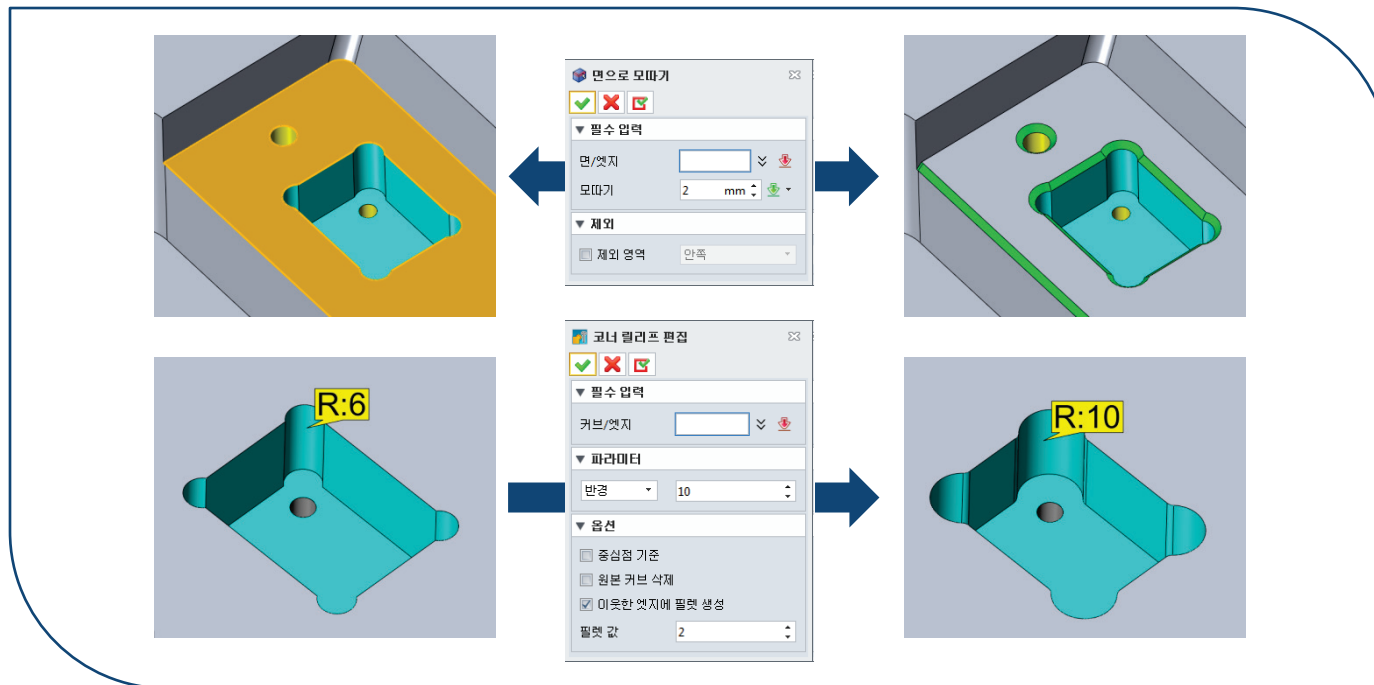 면으로 모따기
필수 입력
면/엣지
모따기 2 mm
제외
제외 영역 안쪽
코너 릴리프 편집
필수 입력
커브/엣지
파라미터
반경 10
옵션
중심점 기준
원본 커브 삭제
이웃한 엣지에 필렛 생성
필렛 값 2
R:6
R:10